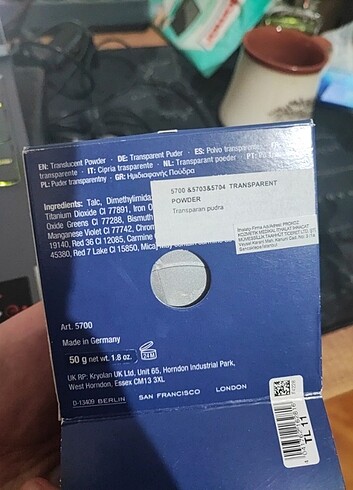 EN: Translucent Powder · DE: Transparent Puder · ES: Polvo transparente
IT: Cipria trasparente · NL: Transparant poeder · PT:
PL: Puder transparentny · GR: Ημιδιαφανής Πούδρα
5700 &5703&5704 TRANSPARENT
POWDER
Transparan pudra
Ingredients: Talc, Dimethylimida
Titanium Dioxide CI 77891, Iron O
Oxide Greens CI 77288, Bismuth
Manganese Violet CI 77742, Chrom
19140, Red 36 CI 12085, Carmine
45380, Red 7 Lake CI 15850, Mica
Art. 5700
Made in Germany
50 g net wt. 1.8 oz.
24M
UK RP: Kryolan UK Ltd, Unit 65, Horndon Industrial Park,
West Horndon, Essex CM13 3XL
D-13409 BERLIN SAN FRANCISCO LONDON
TL 11